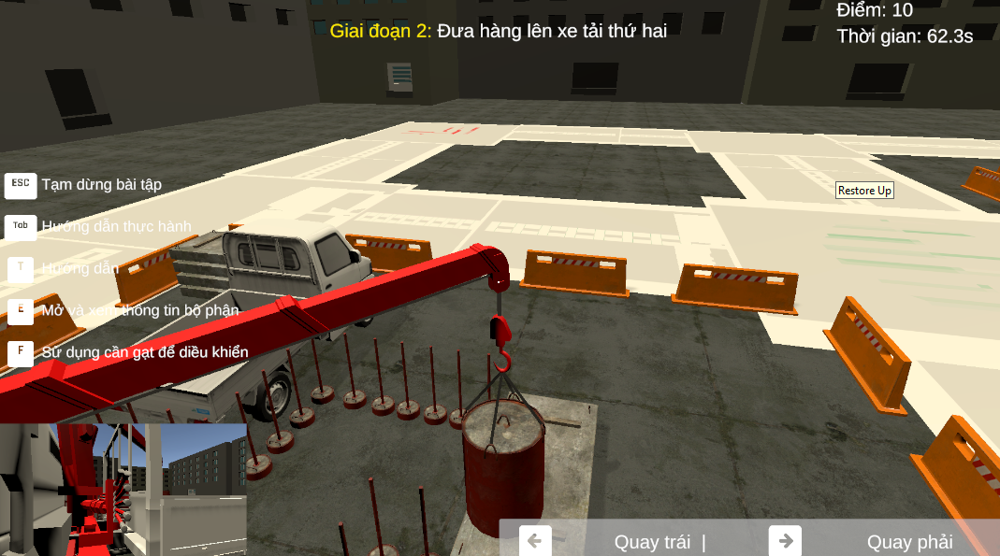 Giai đoạn 2: Đưa hàng lên xe tải thứ hai
Điểm: 10
Thời gian: 62.3s
ESC Tạm dừng bài tập
Restore Up
Tab Hướng dẫn thực hành
T Hướng dẫn
E Mở và xem thông tin bộ phận
F Sử dụng cần gạt để điều khiển
← Quay trái | → Quay phải